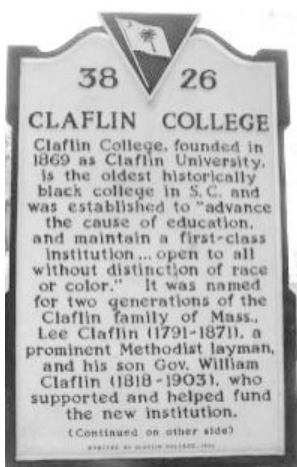 38 26
CLAFLIN COLLEGE
Claflin College, founded in
1869 as Claflin University,
is the oldest historically
black college in S.C. and
was established to "advance
the cause of education,
and maintain a first-class
institution ... open to all
without distinction of race
or color." It was named
for two generations of the
Claflin family of Mass.,
Lee Claflin (1791-1871), a
prominent Methodist layman,
and his son Gov. William
Claflin (1818-1903), who
supported and helped fund
the new institution.
(Continued on other side)
ERECTED BY CLAFLIN COLLEGE,